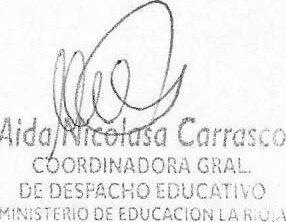 Aida Nicolasa Carrasco
COORDINADORA GRAL.
DE DESPACHO EDUCATIVO
MINISTERIO DE EDUCACION LA RIOJA